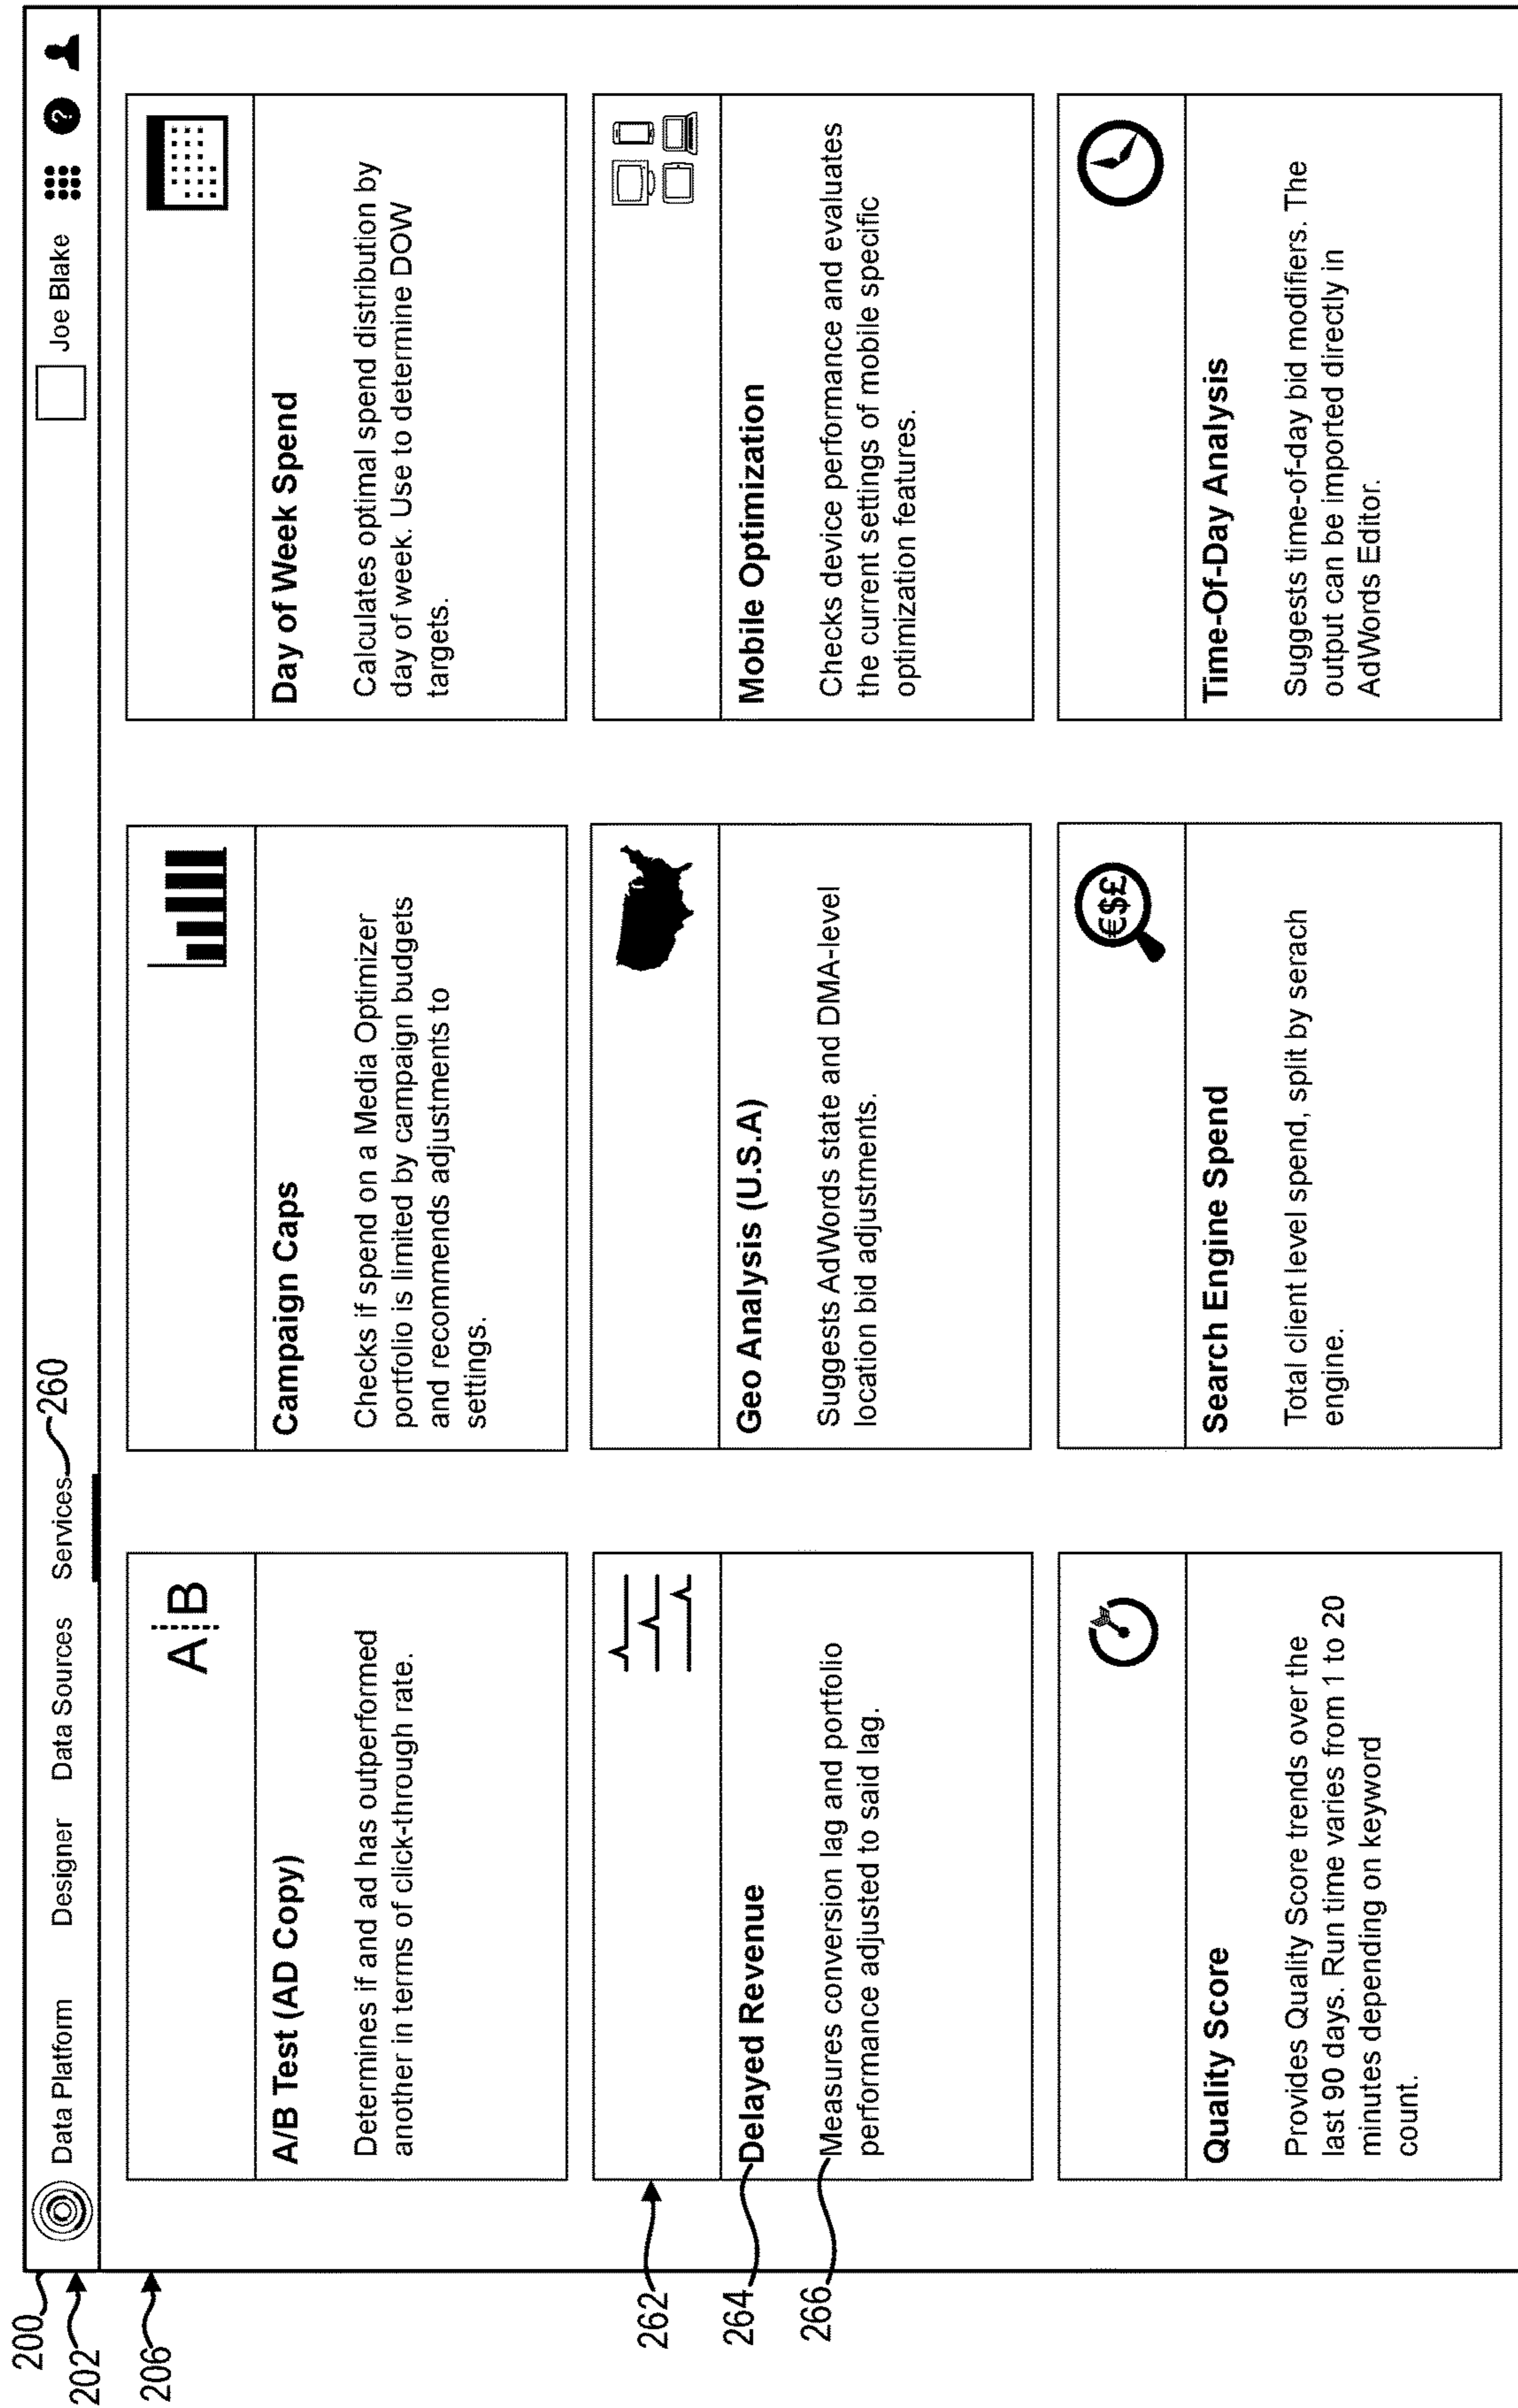 200
202
206
Data Platform
Designer
Data Sources
Services
260
Joe Blake
?
A B
A/B Test (AD Copy)
Determines if and ad has outperformed
another in terms of click-through rate.
Campaign Caps
Checks if spend on a Media Optimizer
portfolio is limited by campaign budgets
and recommends adjustments to
settings.
Day of Week Spend
Calculates optimal spend distribution by
day of week. Use to determine DOW
targets.
262
264
Delayed Revenue
266
Measures conversion lag and portfolio
performance adjusted to said lag.
Geo Analysis (U.S.A)
Suggests AdWords state and DMA-level
location bid adjustments.
Mobile Optimization
Checks device performance and evaluates
the current settings of mobile specific
optimization features.
Quality Score
Provides Quality Score trends over the
last 90 days. Run time varies from 1 to 20
minutes depending on keyword
count.
€$£
Search Engine Spend
Total client level spend, split by serach
engine.
Time-Of-Day Analysis
Suggests time-of-day bid modifiers. The
output can be imported directly in
AdWords Editor.